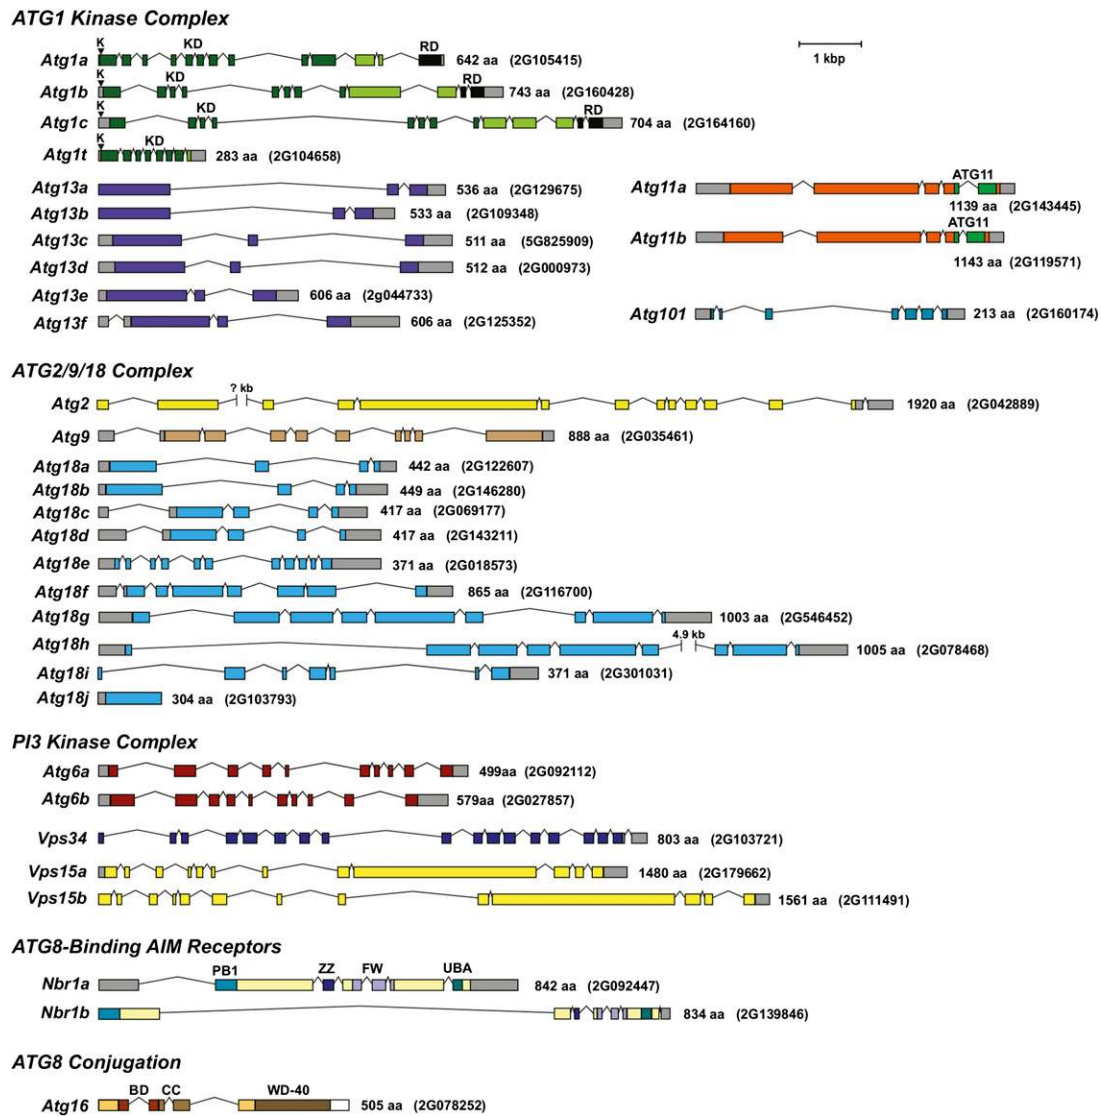 ATG1 Kinase Complex
K KD RD
Atg1a 642 aa (2G105415)
1 kbp
K KD RD
Atg1b 743 aa (2G160428)
K KD RD
Atg1c 704 aa (2G164160)
K KD
Atg1t 283 aa (2G104658)
Atg13a 536 aa (2G129675)
Atg13b 533 aa (2G109348)
Atg13c 511 aa (5G825909)
Atg13d 512 aa (2G000973)
Atg13e 606 aa (2g044733)
Atg13f 606 aa (2G125352)
ATG11
Atg11a 1139 aa (2G143445)
ATG11
Atg11b 1143 aa (2G119571)
Atg101 213 aa (2G160174)
ATG2/9/18 Complex
? kb
Atg2 1920 aa (2G042889)
Atg9 888 aa (2G035461)
Atg18a 442 aa (2G122607)
Atg18b 449 aa (2G146280)
Atg18c 417 aa (2G069177)
Atg18d 417 aa (2G143211)
Atg18e 371 aa (2G018573)
Atg18f 865 aa (2G116700)
Atg18g 1003 aa (2G546452)
4.9 kb
Atg18h 1005 aa (2G078468)
Atg18i 371 aa (2G301031)
Atg18j 304 aa (2G103793)
PI3 Kinase Complex
Atg6a 499aa (2G092112)
Atg6b 579aa (2G027857)
Vps34 803 aa (2G103721)
Vps15a 1480 aa (2G179662)
Vps15b 1561 aa (2G111491)
ATG8-Binding AIM Receptors
PB1 ZZ FW UBA
Nbr1a 842 aa (2G092447)
Nbr1b 834 aa (2G139846)
ATG8 Conjugation
BD CC WD-40
Atg16 505 aa (2G078252)